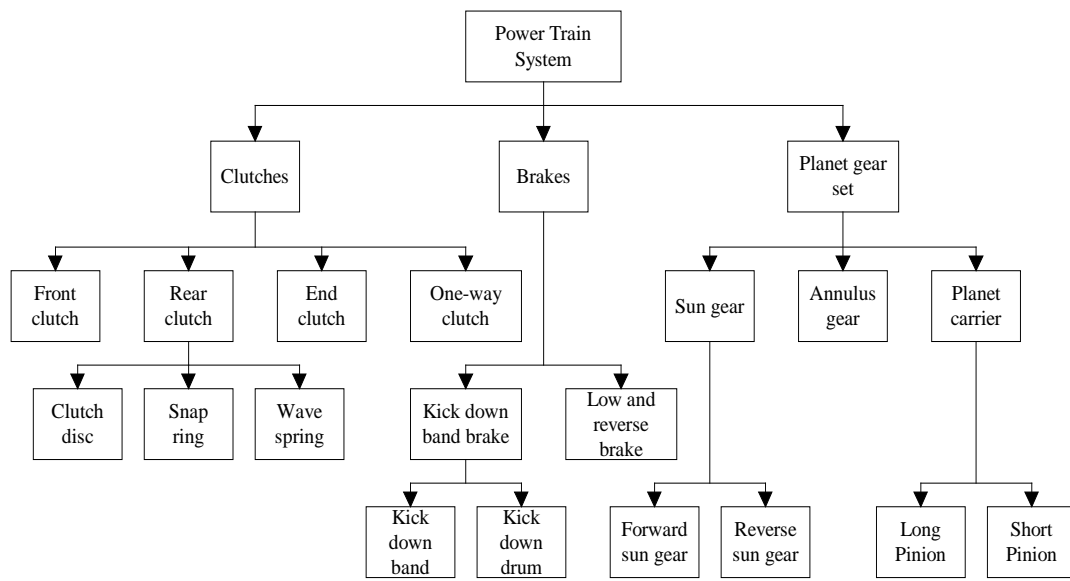 Power Train
System
Clutches
Brakes
Planet gear
set
Front
clutch
Rear
clutch
End
clutch
One-way
clutch
Sun gear
Annulus
gear
Planet
carrier
Clutch
disc
Snap
ring
Wave
spring
Kick down
band brake
Low and
reverse
brake
Kick
down
band
Kick
down
drum
Forward
sun gear
Reverse
sun gear
Long
Pinion
Short
Pinion